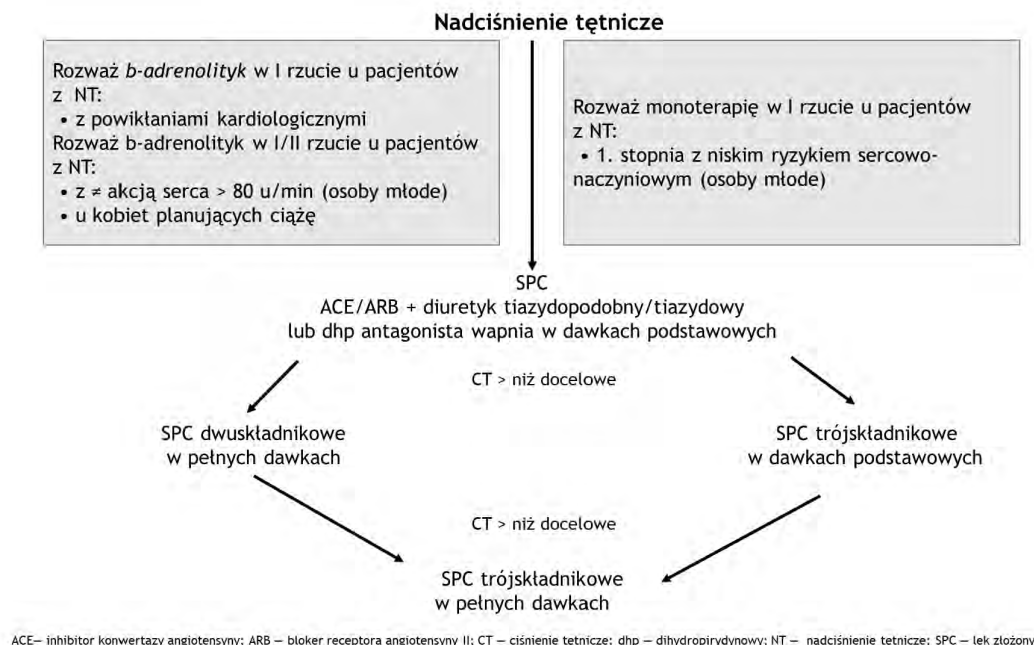 Nadciśnienie tętnicze
Rozważ b-adrenolityk w I rzucie u pacjentów
z NT:
• z powikłaniami kardiologicznymi
Rozważ b-adrenolityk w I/II rzucie u pacjentów
z NT:
• z ≠ akcją serca > 80 u/min (osoby młode)
• u kobiet planujących ciążę
Rozważ monoterapię w I rzucie u pacjentów
z NT:
• 1. stopnia z niskim ryzykiem sercowo-
naczyniowym (osoby młode)
SPC
ACE/ARB + diuretyk tiazydopodobny/tiazydowy
lub dhp antagonista wapnia w dawkach podstawowych
CT > niż docelowe
SPC dwuskładnikowe
w pełnych dawkach
SPC trójskładnikowe
w dawkach podstawowych
CT > niż docelowe
SPC trójskładnikowe
w pełnych dawkach
ACE— inhibitor konwertazy angiotensyny; ARB — bloker receptora angiotensyny II; CT — ciśnienie tętnicze; dhp — dihydropirydynowy; NT — nadciśnienie tętnicze; SPC — lek złożony